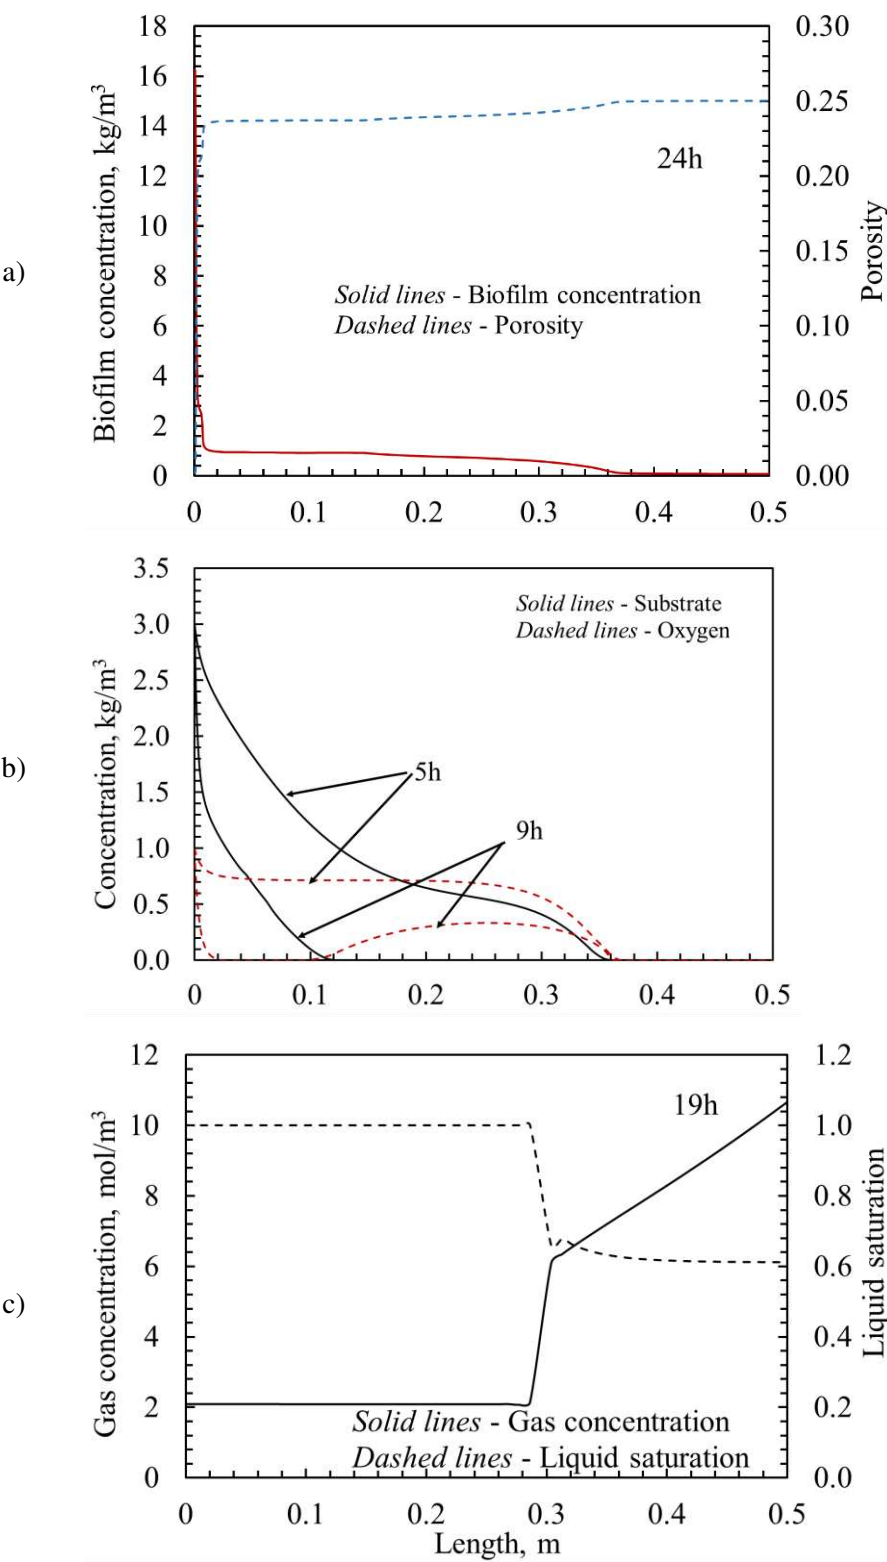 a)
Biofilm concentration, kg/m³
18
16
14
12
10
8
6
4
2
0
0.30
0.25
0.20
0.15
0.10
0.05
0.00
Porosity
24h
Solid lines - Biofilm concentration
Dashed lines - Porosity
0 0.1 0.2 0.3 0.4 0.5
b)
Concentration, kg/m³
3.5
3.0
2.5
2.0
1.5
1.0
0.5
0.0
Solid lines - Substrate
Dashed lines - Oxygen
5h
9h
0 0.1 0.2 0.3 0.4 0.5
c)
Gas concentration, mol/m³
12
10
8
6
4
2
0
1.2
1.0
0.8
0.6
0.4
0.2
0.0
Liquid saturation
19h
Solid lines - Gas concentration
Dashed lines - Liquid saturation
0 0.1 0.2 0.3 0.4 0.5
Length, m